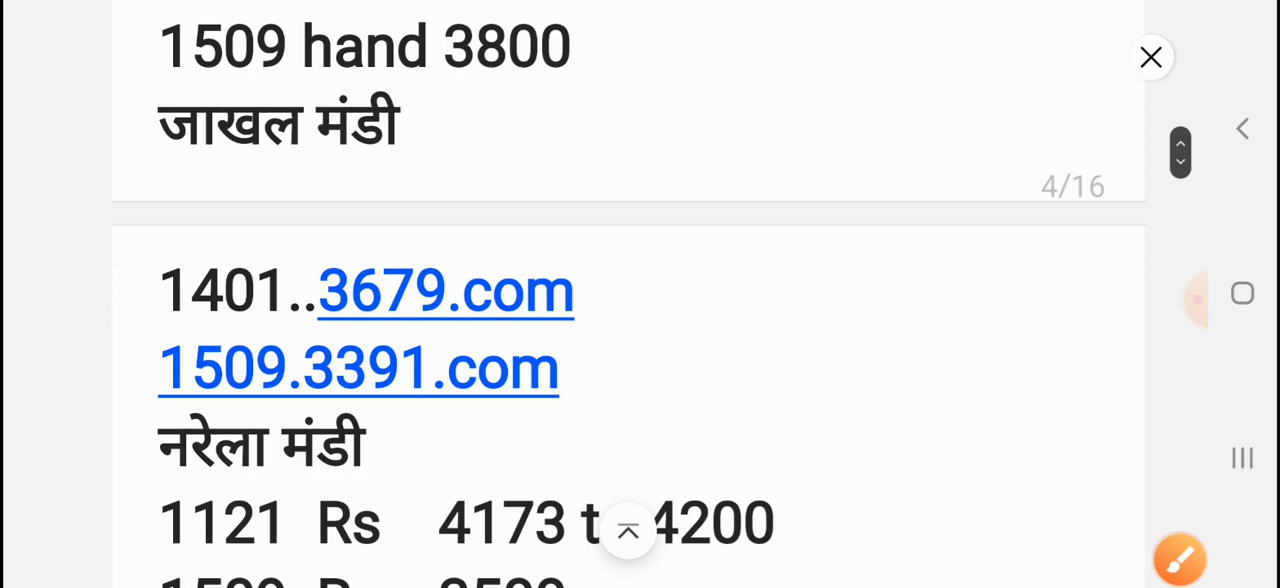 1509 hand 3800
जाखल मंडी
4/16
1401..3679.com
1509.3391.com
नरेला मंडी
1121 Rs 4173 t 4200